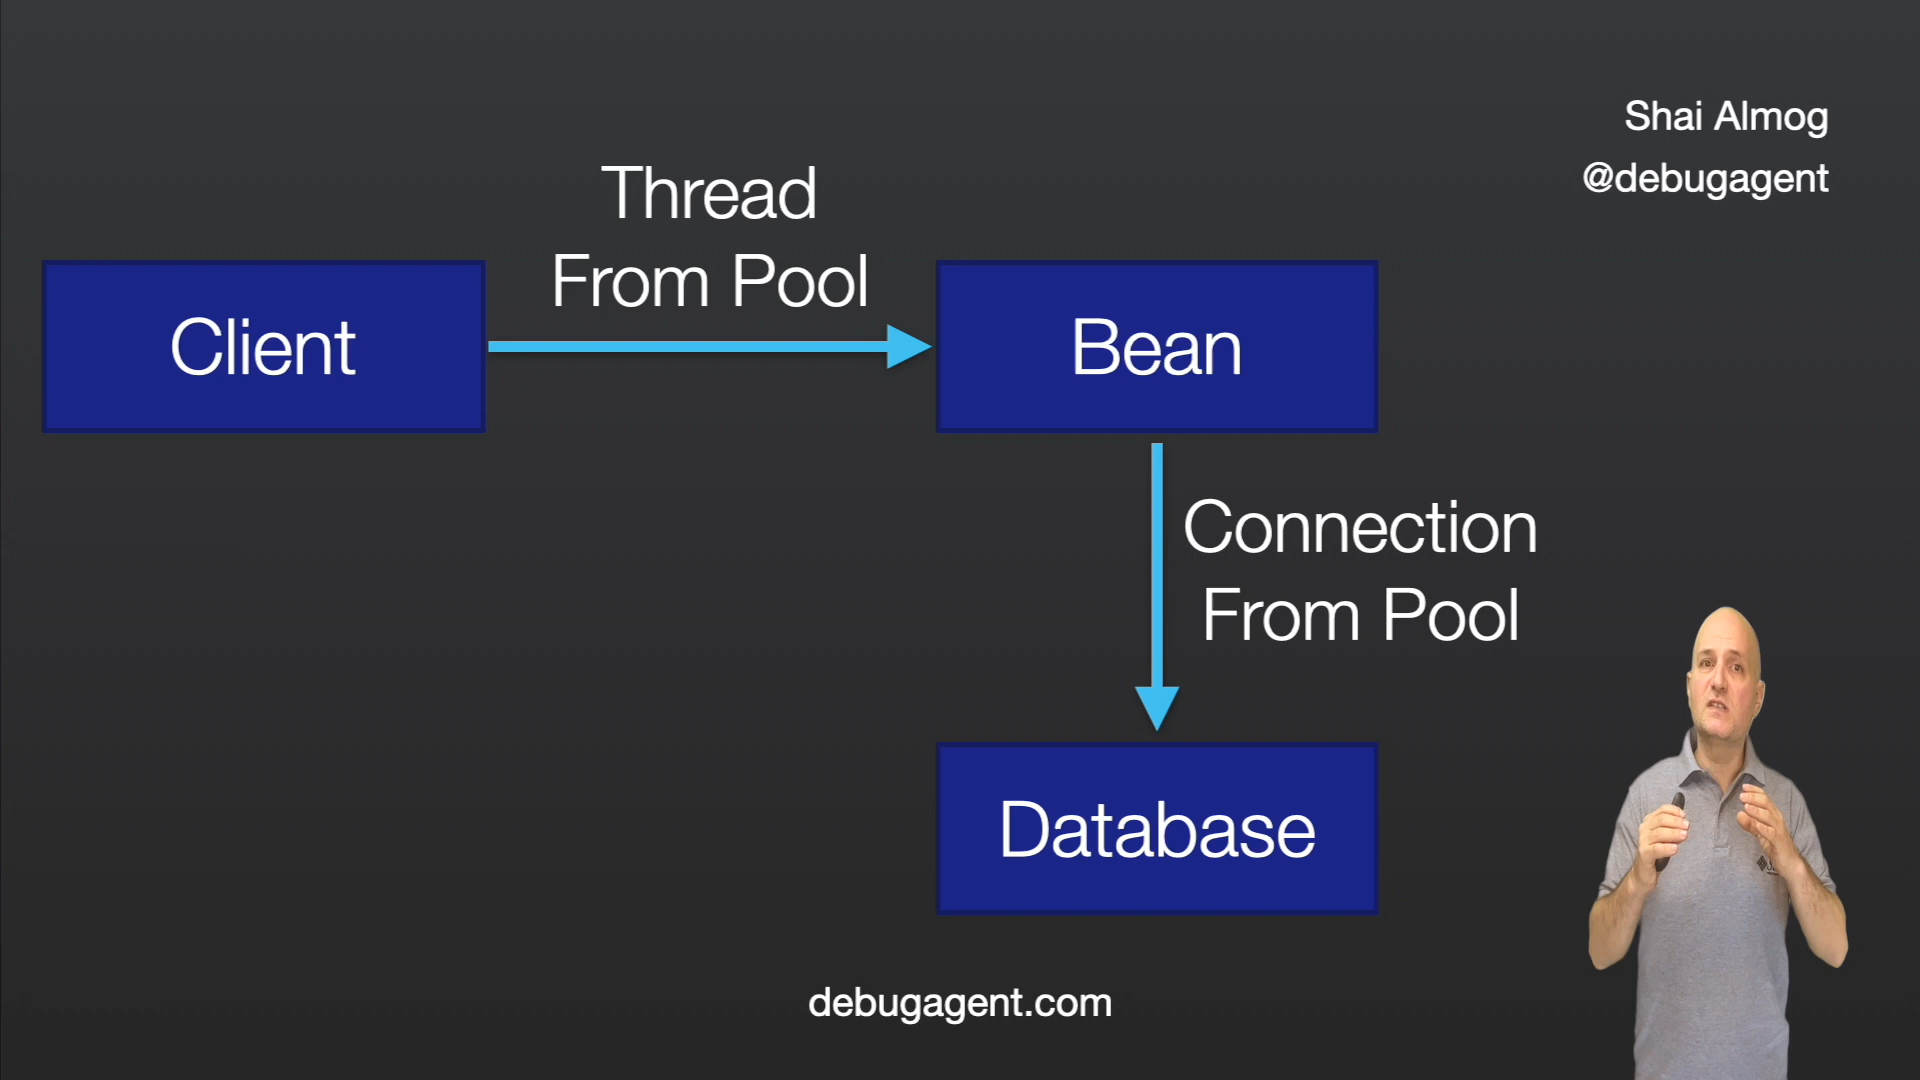 Shai Almog
@debugagent
Thread
From Pool
Client
Bean
Connection
From Pool
Database
debugagent.com